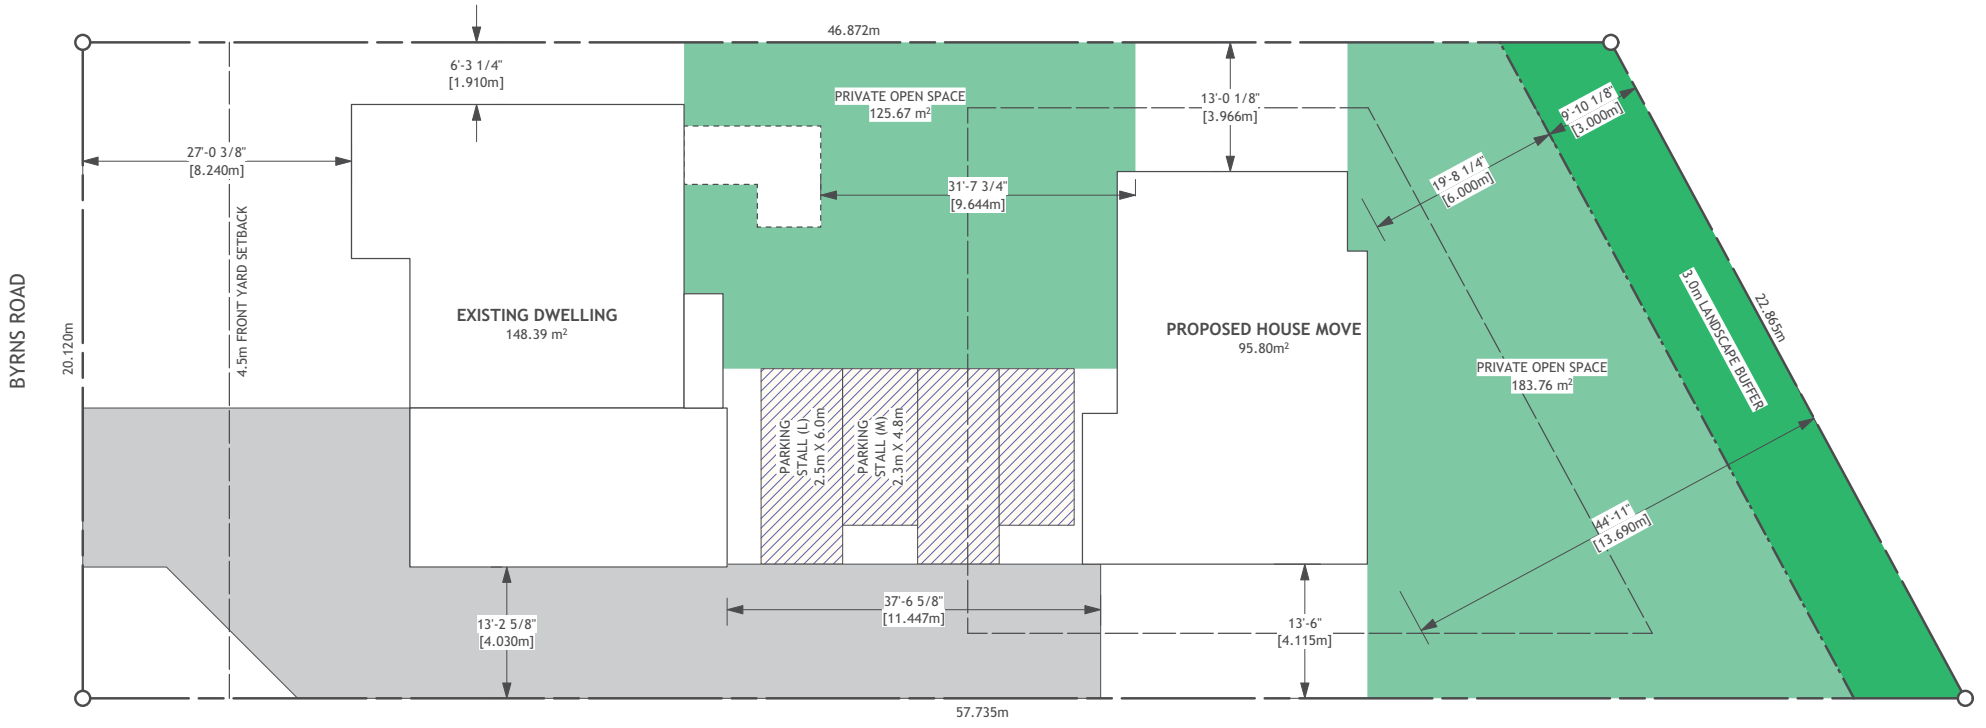 46.872m
6'-3 1/4"
[1.910m]
PRIVATE OPEN SPACE
125.67 m²
13'-0 1/8"
[3.966m]
9'-10 1/8"
[3.000m]
27'-0 3/8"
[8.240m]
31'-7 3/4"
[9.644m]
19'-8 1/4"
[6.000m]
BYRNS ROAD
20.120m
4.5m FRONT YARD SETBACK
EXISTING DWELLING
148.39 m²
PROPOSED HOUSE MOVE
95.80m²
3.0m LANDSCAPE BUFFER
22.865m
PRIVATE OPEN SPACE
183.76 m²
PARKING
STALL (L)
2.5m X 6.0m
PARKING
STALL (M)
2.3m X 4.8m
44'-11"
[13.690m]
37'-6 5/8"
[11.447m]
13'-2 5/8"
[4.030m]
13'-6"
[4.115m]
57.735m